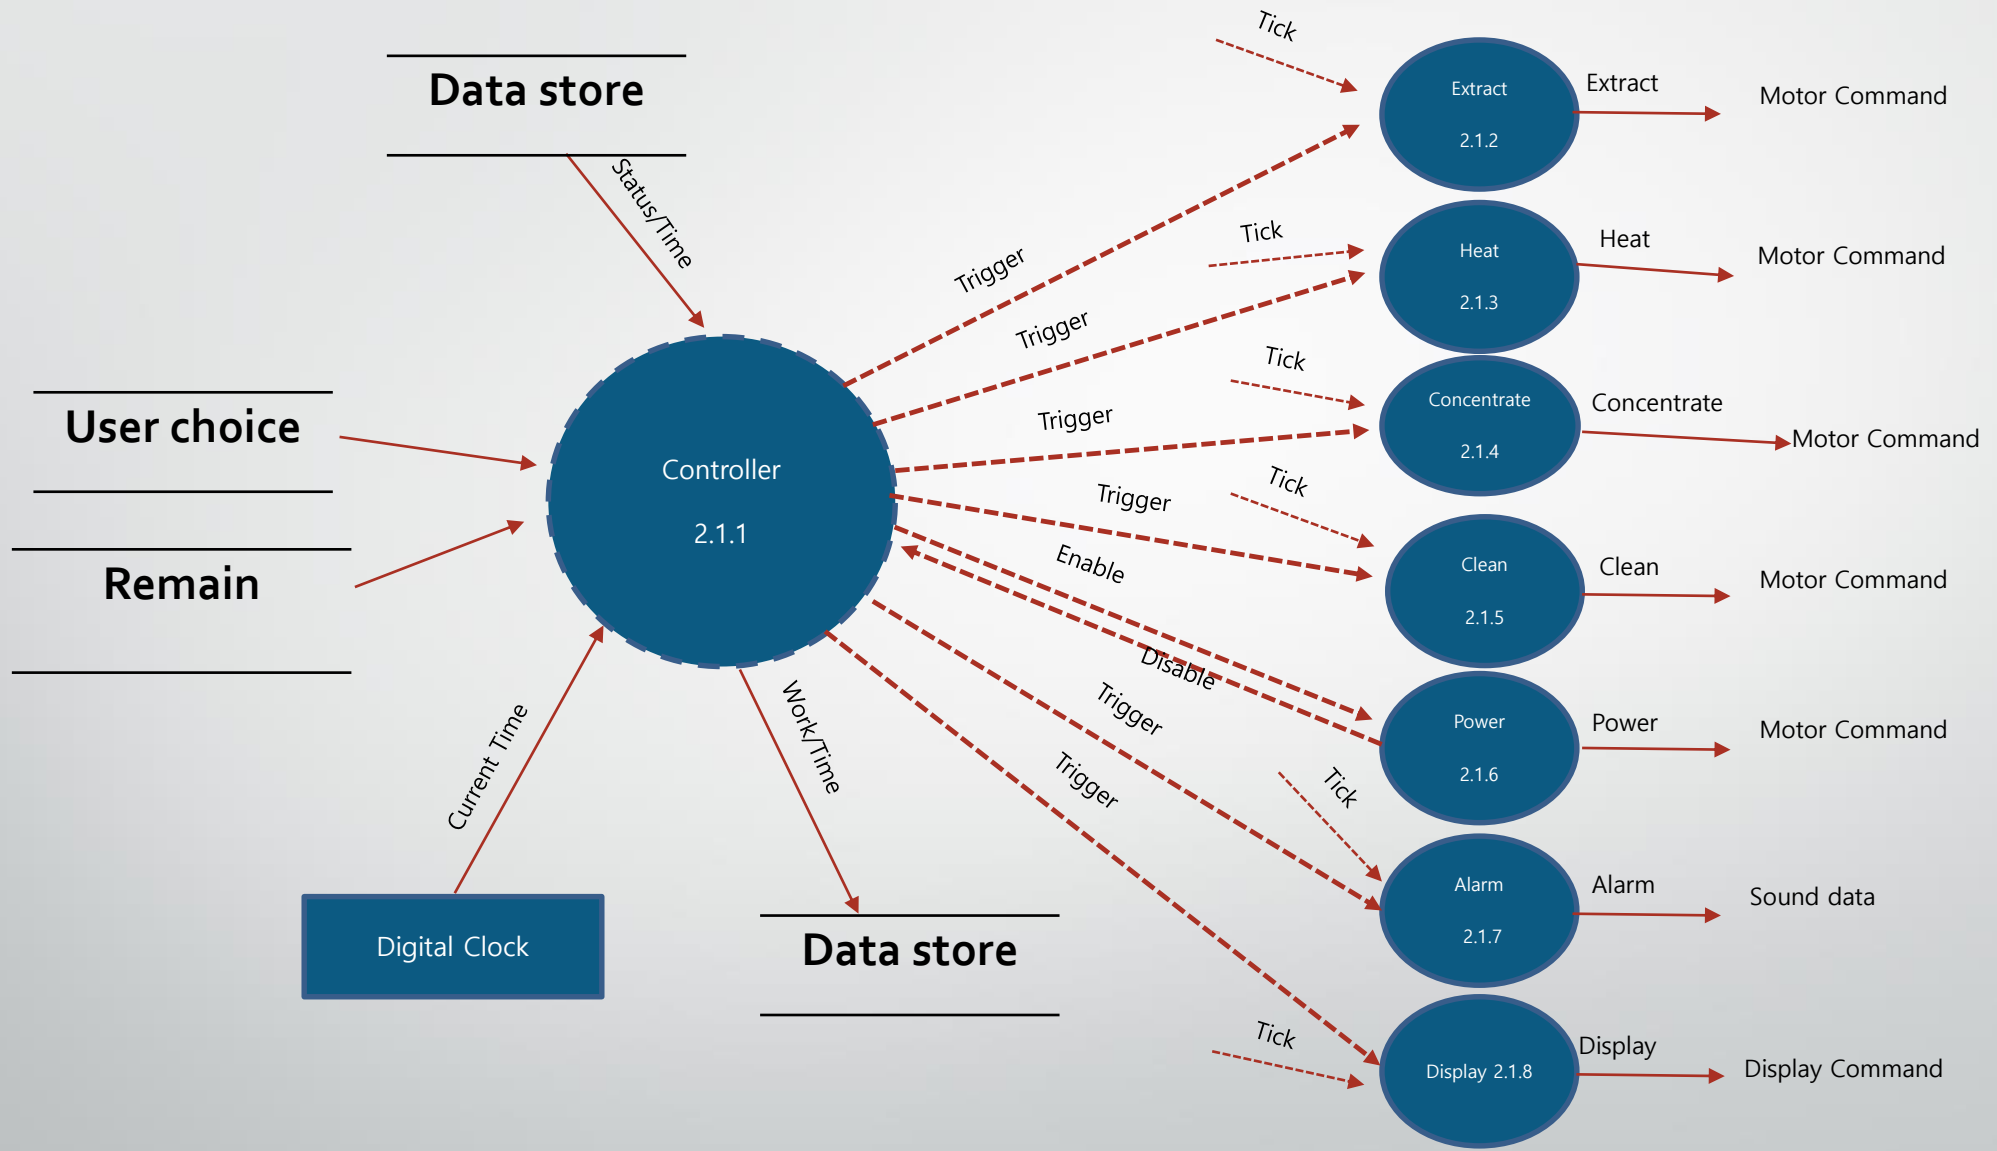 Data store
Status/Time
User choice
Remain
Controller
2.1.1
Current Time
Digital Clock
Work/Time
Data store
Trigger
Trigger
Trigger
Trigger
Enable
Disable
Trigger
Trigger
Tick
Extract
2.1.2
Extract
Motor Command
Tick
Heat
2.1.3
Heat
Motor Command
Tick
Concentrate
2.1.4
Concentrate
Motor Command
Tick
Clean
2.1.5
Clean
Motor Command
Power
2.1.6
Power
Motor Command
Tick
Alarm
2.1.7
Alarm
Sound data
Tick
Display 2.1.8
Display
Display Command